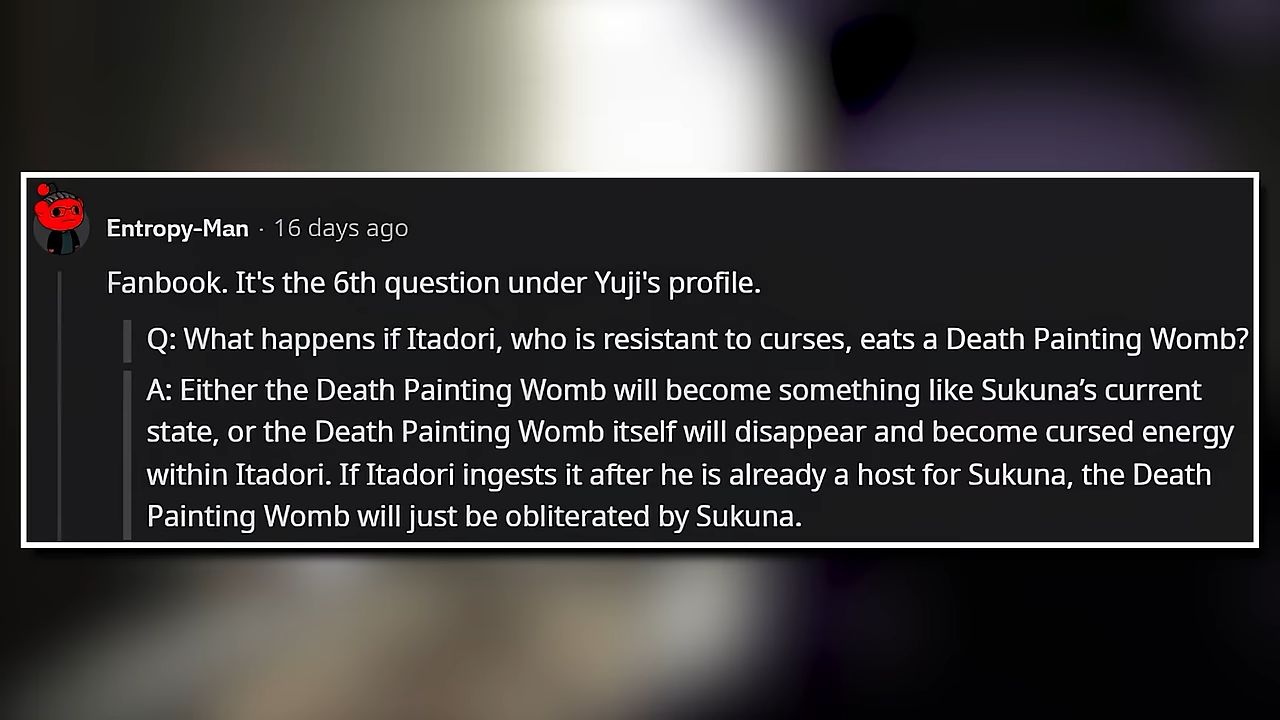 Entropy-Man · 16 days ago
Fanbook. It's the 6th question under Yuji's profile.
Q: What happens if Itadori, who is resistant to curses, eats a Death Painting Womb?
A: Either the Death Painting Womb will become something like Sukuna’s current
state, or the Death Painting Womb itself will disappear and become cursed energy
within Itadori. If Itadori ingests it after he is already a host for Sukuna, the Death
Painting Womb will just be obliterated by Sukuna.